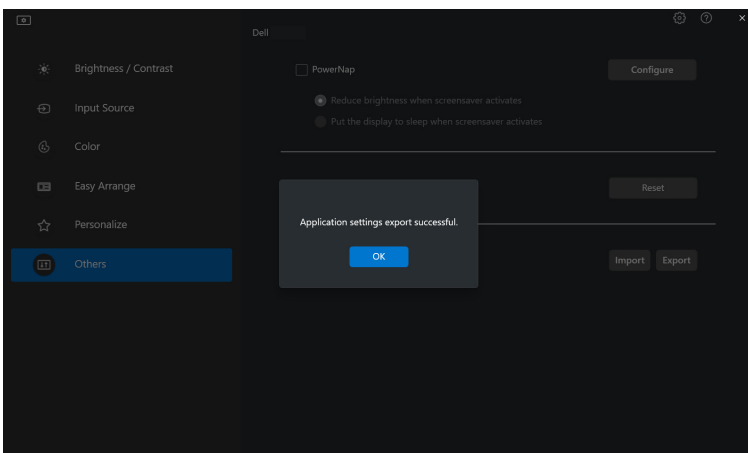 Dell
Brightness / Contrast
Input Source
Color
Easy Arrange
Personalize
Others
PowerNap
Configure
Reduce brightness when screensaver activates
Put the display to sleep when screensaver activates
Reset
Application settings export successful.
OK
Import Export